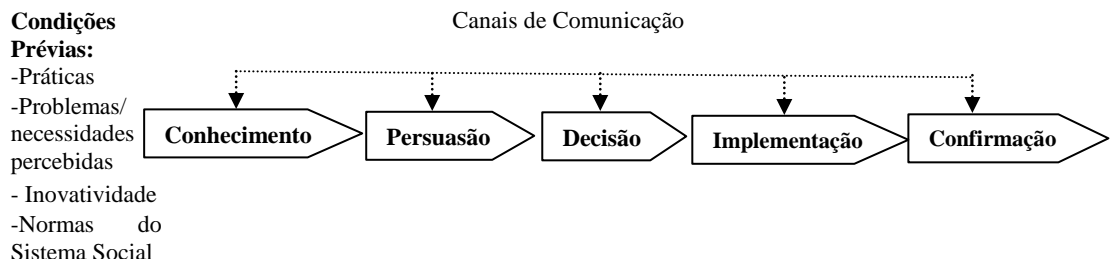 Condições
Prévias:
-Práticas
-Problemas/
necessidades
percebidas
- Inovatividade
-Normas do
Sistema Social
Canais de Comunicação
Conhecimento
Persuasão
Decisão
Implementação
Confirmação